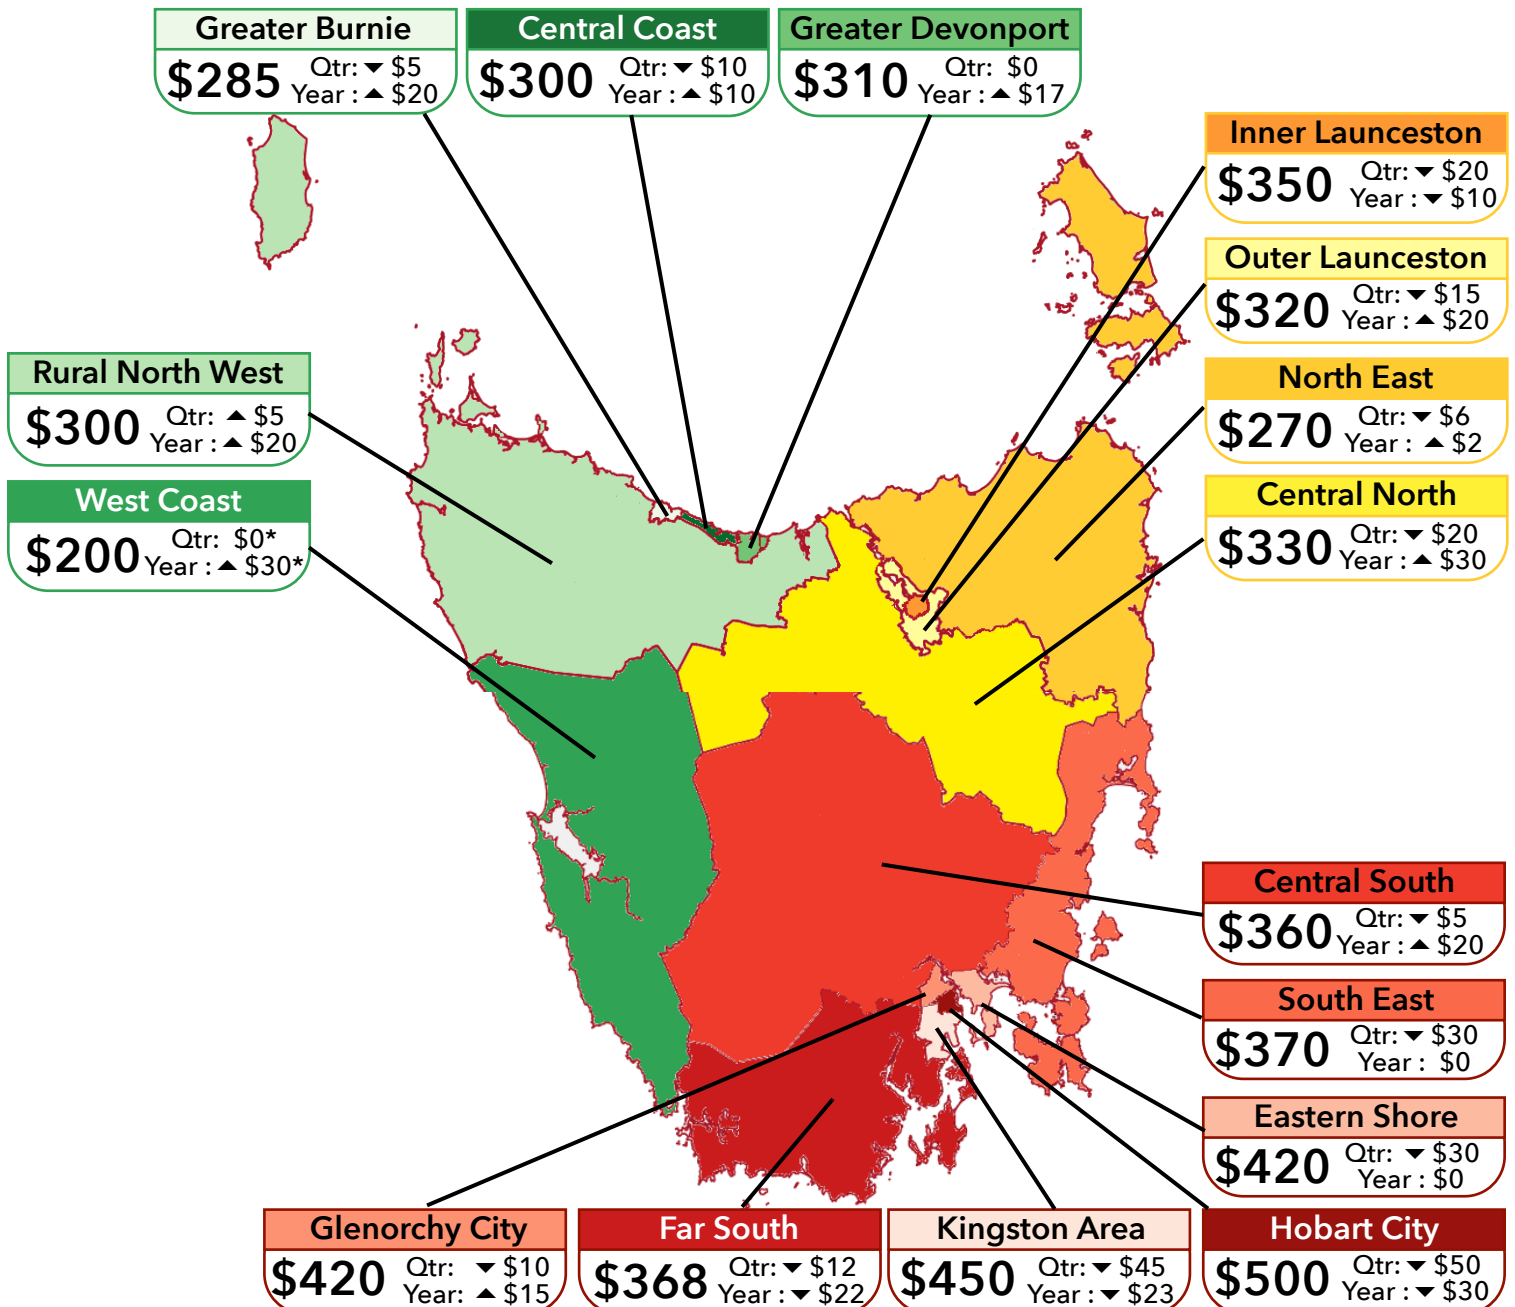 Greater Burnie
$285 Qtr: ▼ $5
Year : ▲ $20
Central Coast
$300 Qtr: ▼ $10
Year : ▲ $10
Greater Devonport
$310 Qtr: $0
Year : ▲ $17
Inner Launceston
$350 Qtr: ▼ $20
Year : ▼ $10
Outer Launceston
$320 Qtr: ▼ $15
Year : ▲ $20
Rural North West
$300 Qtr: ▲ $5
Year : ▲ $20
North East
$270 Qtr: ▼ $6
Year : ▲ $2
West Coast
$200 Qtr: $0*
Year : ▲ $30*
Central North
$330 Qtr: ▼ $20
Year : ▲ $30
Central South
$360 Qtr: ▼ $5
Year : ▲ $20
South East
$370 Qtr: ▼ $30
Year : $0
Eastern Shore
$420 Qtr: ▼ $30
Year : $0
Glenorchy City
$420 Qtr: ▼ $10
Year: ▲ $15
Far South
$368 Qtr: ▼ $12
Year : ▼ $22
Kingston Area
$450 Qtr: ▼ $45
Year : ▼ $23
Hobart City
$500 Qtr: ▼ $50
Year : ▼ $30